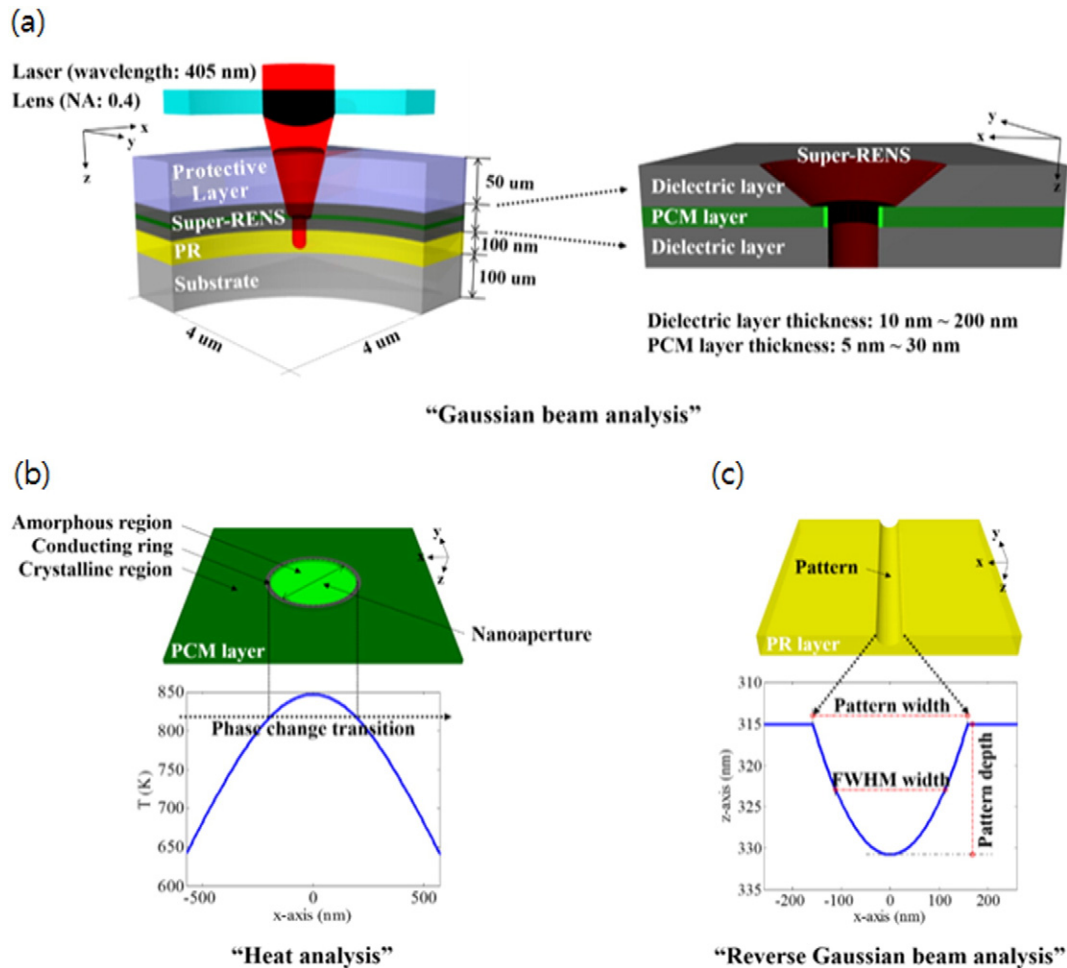 (a)
Laser (wavelength: 405 nm)
Lens (NA: 0.4)
x
y
z
Protective
Layer
Super-RENS
PR
Substrate
50 um
100 nm
100 um
4 um
4 um
y
x
z
Super-RENS
Dielectric layer
PCM layer
Dielectric layer
Dielectric layer thickness: 10 nm ~ 200 nm
PCM layer thickness: 5 nm ~ 30 nm
“Gaussian beam analysis”
(b)
Amorphous region
Conducting ring
Crystalline region
y
x
z
Nanoaperture
PCM layer
850
800
750
700
650
600
T (K)
Phase change transition
-500
0
500
x-axis (nm)
“Heat analysis”
(c)
y
x
z
Pattern
PR layer
310
315
320
325
330
335
z-axis (nm)
Pattern width
FWHM width
Pattern depth
-200
-100
0
100
200
x-axis (nm)
“Reverse Gaussian beam analysis”